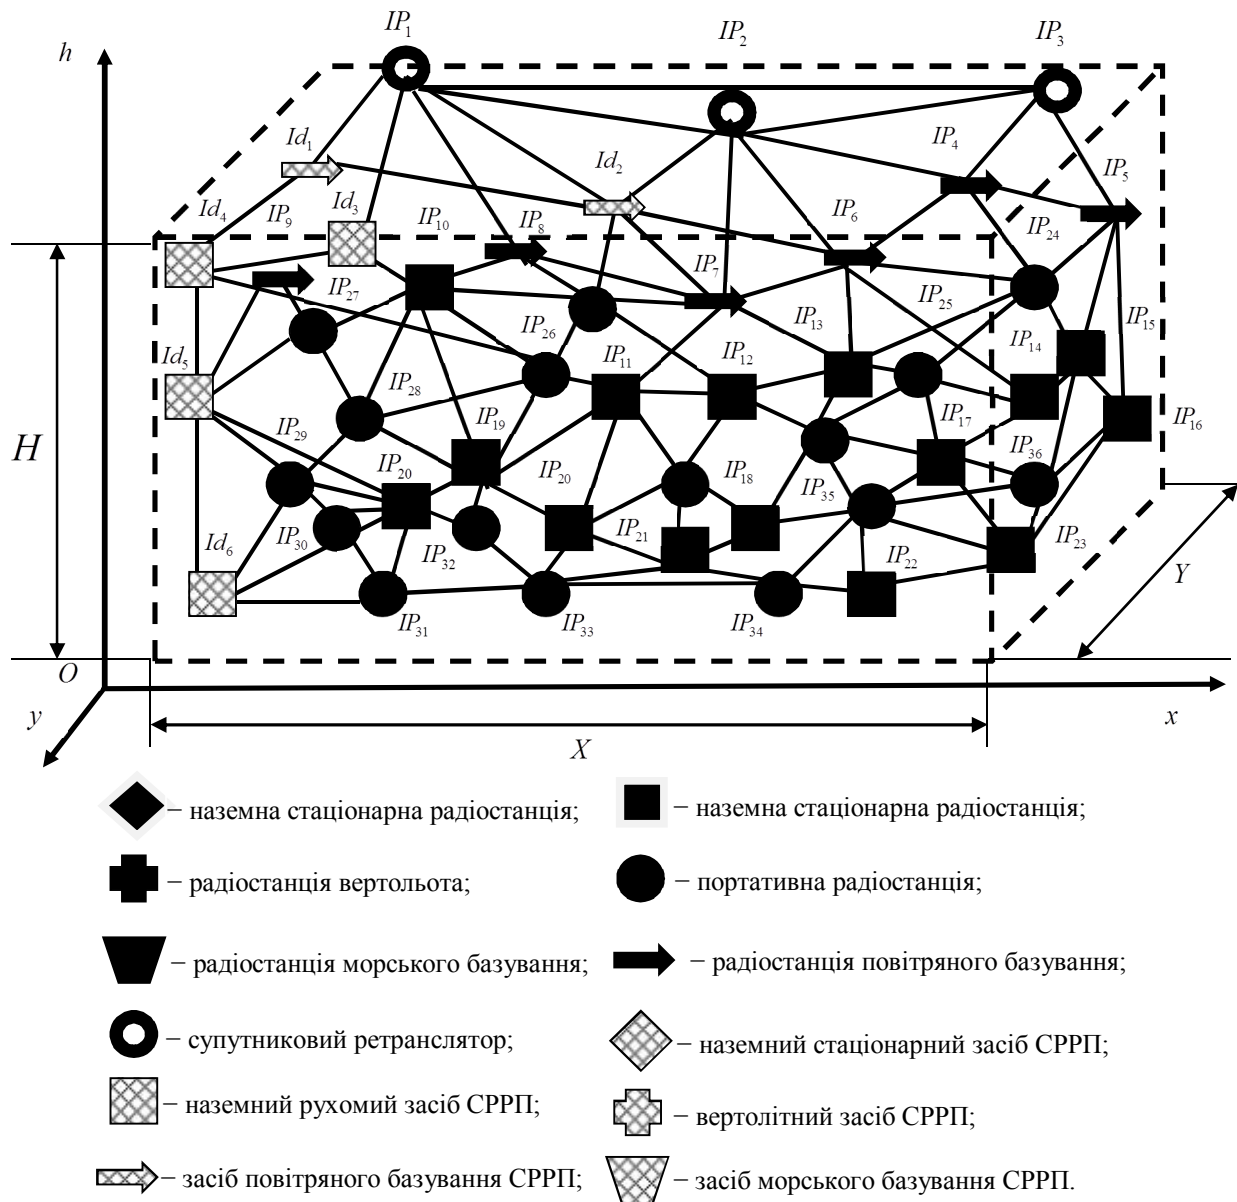 IP₁ IP₂ IP₃
h
Id₁ Id₂ IP₄ IP₅
Id₄ IP₉ Id₃ IP₁₀ IP₈ IP₆ IP₂₄
IP₂₇ IP₇ IP₂₅
IP₂₆ IP₁₃ IP₁₄ IP₁₅
Id₅ IP₁₁ IP₁₂
IP₂₈ IP₁₉ IP₁₇ IP₁₆
H IP₂₉ IP₂₀ IP₂₀ IP₁₈ IP₃₆
IP₃₅
Id₆ IP₃₀ IP₃₂ IP₂₁ IP₂₂ IP₂₃
Y
IP₃₁ IP₃₃ IP₃₄
O
y X x
− наземна стаціонарна радіостанція; − наземна стаціонарна радіостанція;
− радіостанція вертольота; − портативна радіостанція;
− радіостанція морського базування; − радіостанція повітряного базування;
− супутниковий ретранслятор; − наземний стаціонарний засіб СРРП;
− наземний рухомий засіб СРРП; − вертолітний засіб СРРП;
− засіб повітряного базування СРРП; − засіб морського базування СРРП.